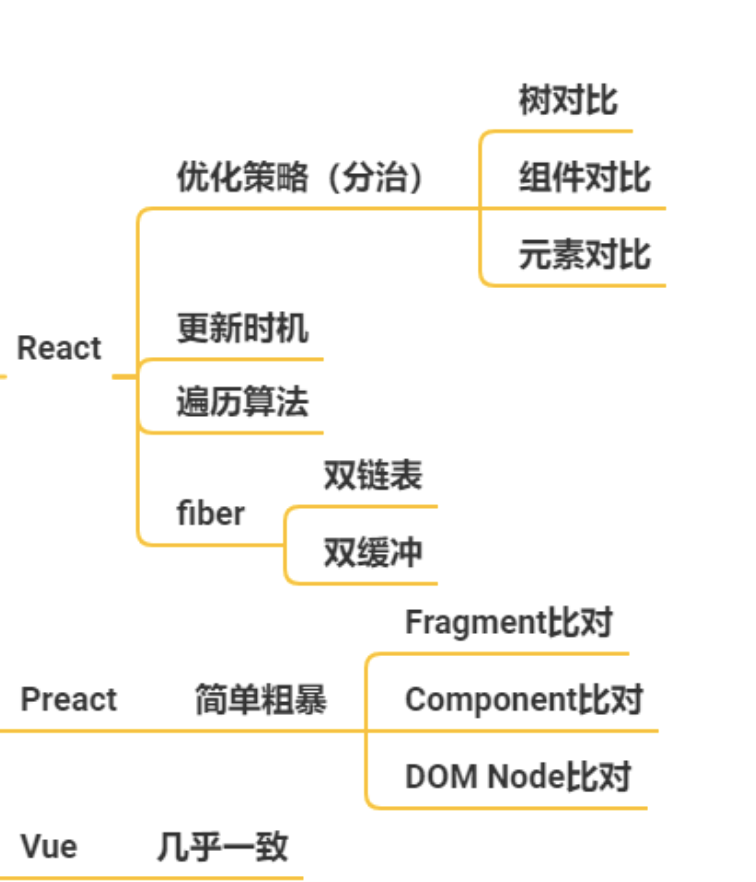 树对比
优化策略（分治）
组件对比
元素对比
React
更新时机
遍历算法
fiber
双链表
双缓冲
Fragment比对
Preact
简单粗暴
Component比对
DOM Node比对
Vue
几乎一致